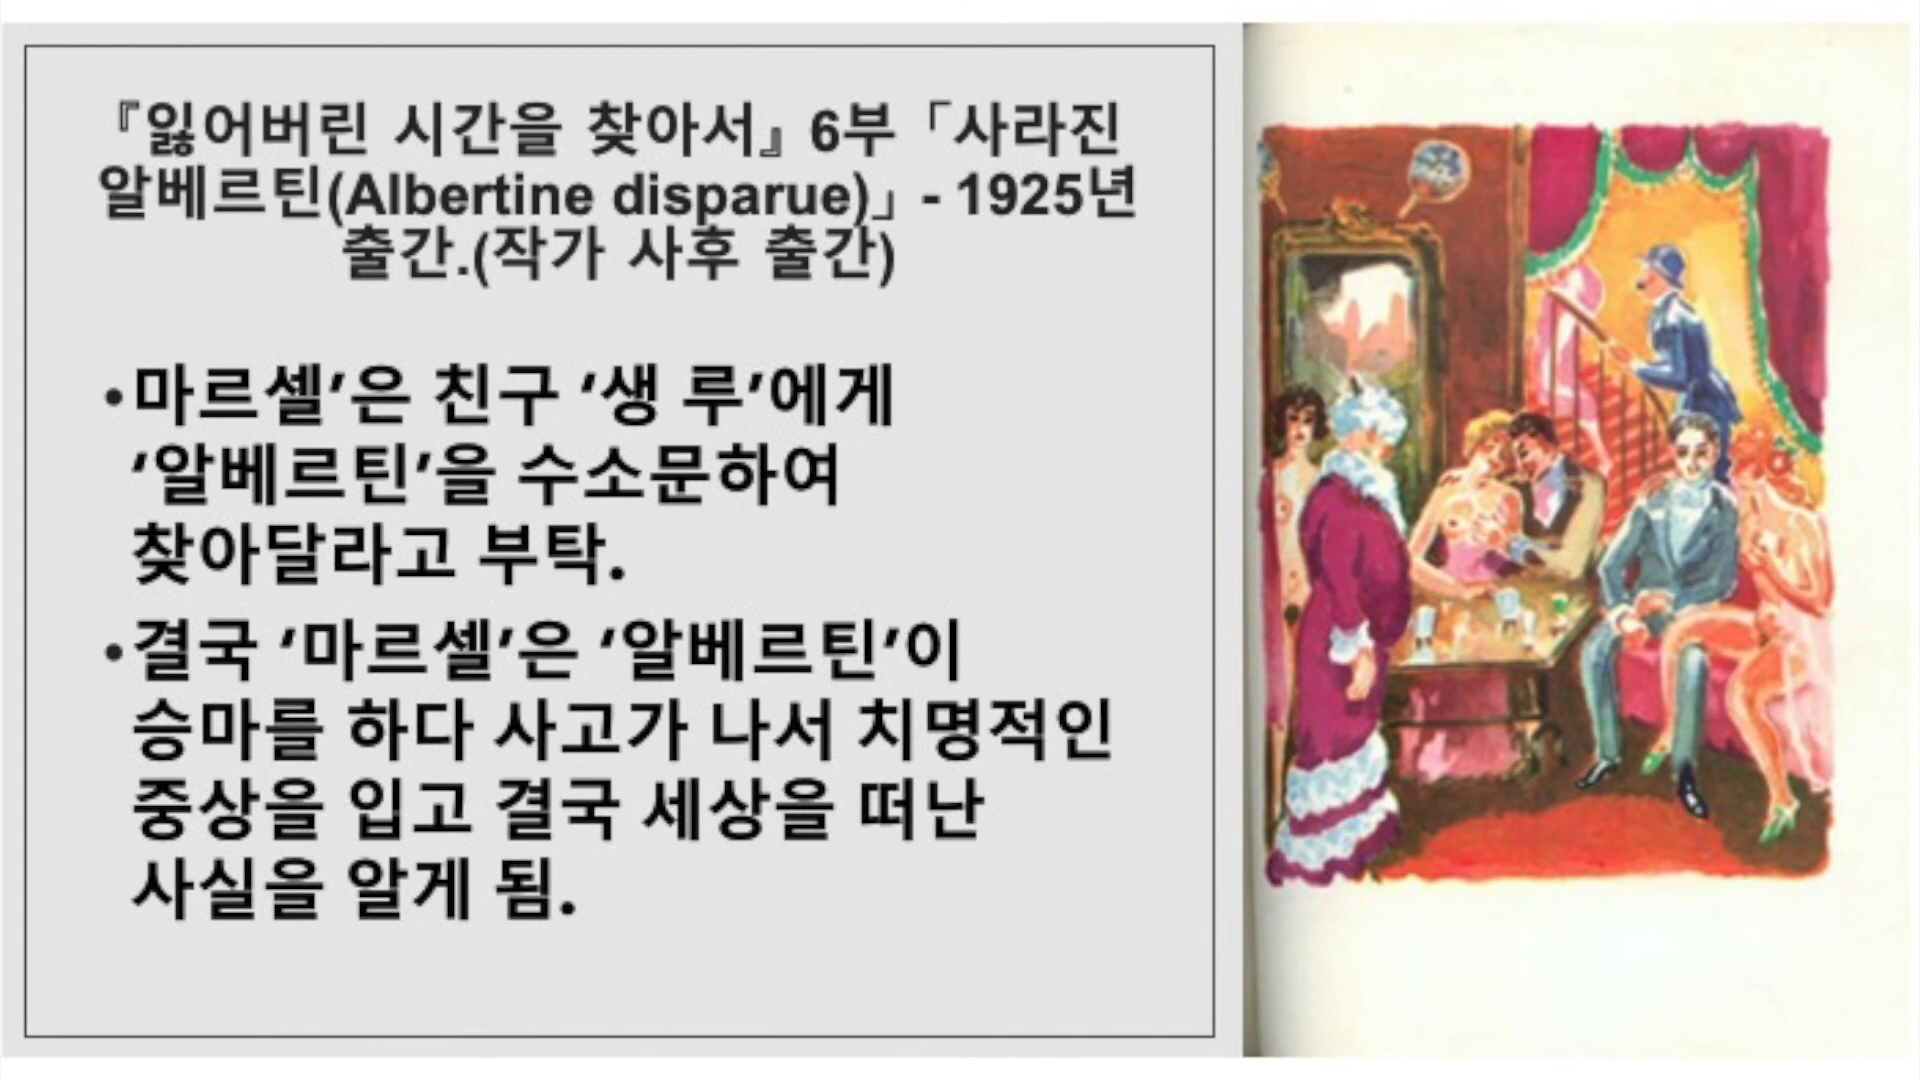 『잃어버린 시간을 찾아서』 6부 「사라진
알베르틴(Albertine disparue)」 - 1925년
출간.(작가 사후 출간)
•마르셀’은 친구 ‘생 루’에게
‘알베르틴’을 수소문하여
찾아달라고 부탁.
•결국 ‘마르셀’은 ‘알베르틴’이
승마를 하다 사고가 나서 치명적인
중상을 입고 결국 세상을 떠난
사실을 알게 됨.